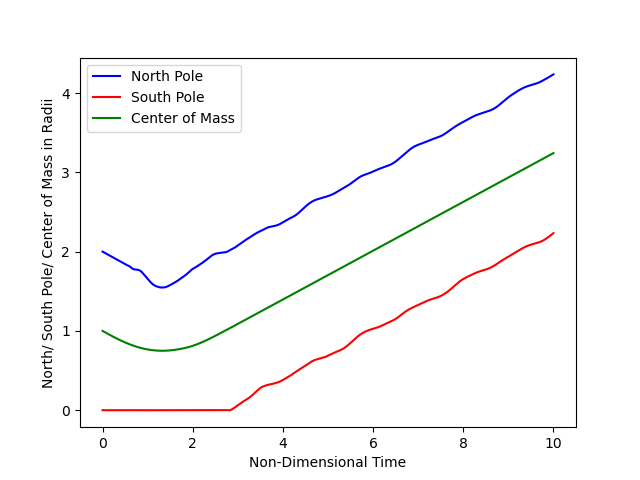 North Pole
South Pole
Center of Mass
North/ South Pole/ Center of Mass in Radii
4
3
2
1
0
0 2 4 6 8 10
Non-Dimensional Time